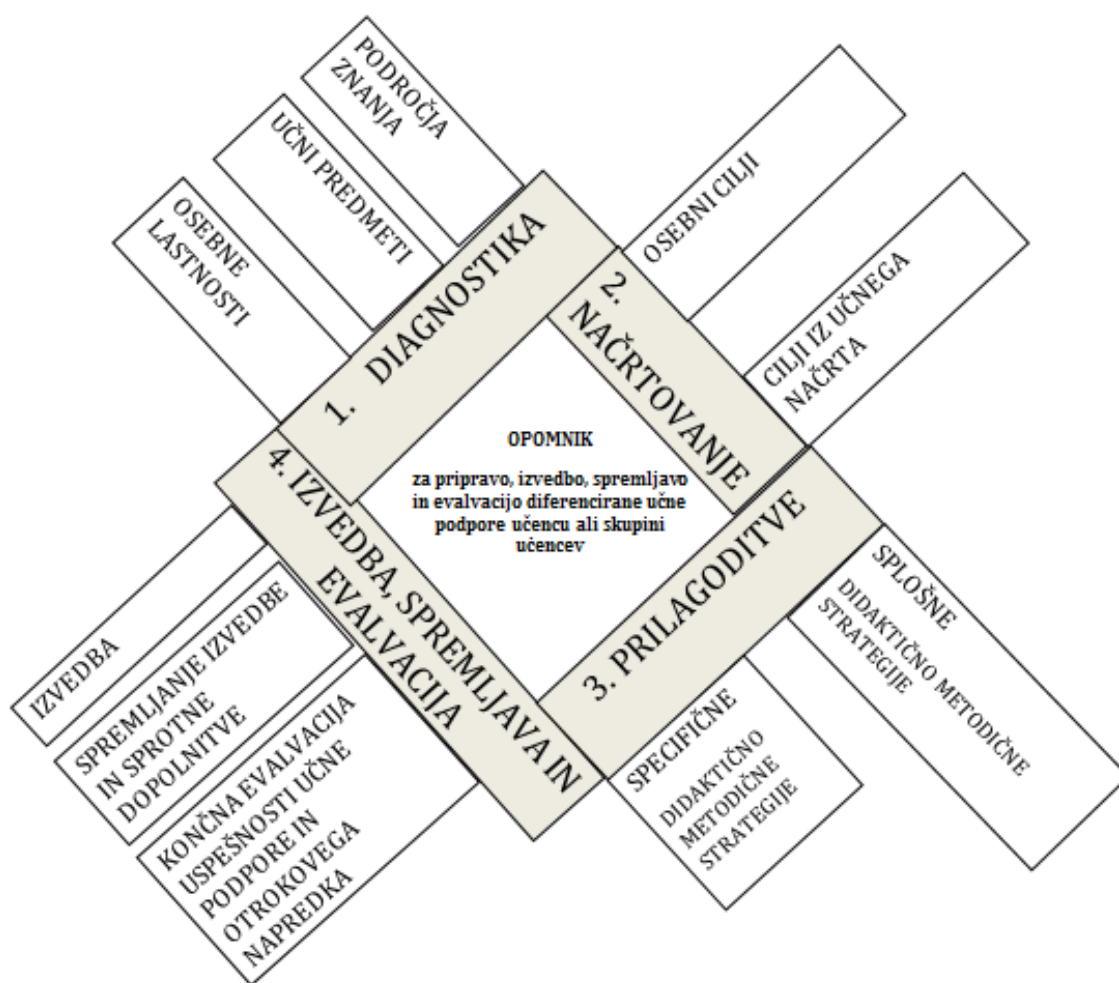 PODROČJA
ZNANJA
UČNI PREDMETI
OSEBNE
LASTNOSTI
1. DIAGNOSTIKA
OSEBNI CILJI
CILJI IZ UČNEGA
NAČRTA
2.
NAČRTOVANJE
OPOMNIK
za pripravo, izvedbo, spremljavo
in evalvacijo diferencirane učne
podpore učencu ali skupini
učencev
3. PRILAGODITVE
SPLOŠNE
DIDAKTIČNO METODIČNE
STRATEGIJE
SPECIFIČNE
DIDAKTIČNO
METODIČNE
STRATEGIJE
4. IZVEDBA, SPREMLJAVA IN
EVALVACIJA
IZVEDBA
SPREMLJANJE IZVEDBE
IN SPROTNE
DOPOLNITVE
KONČNA EVALVACIJA
USPEŠNOSTI UČNE
PODPORE IN
OTROKOVEGA
NAPREDKA